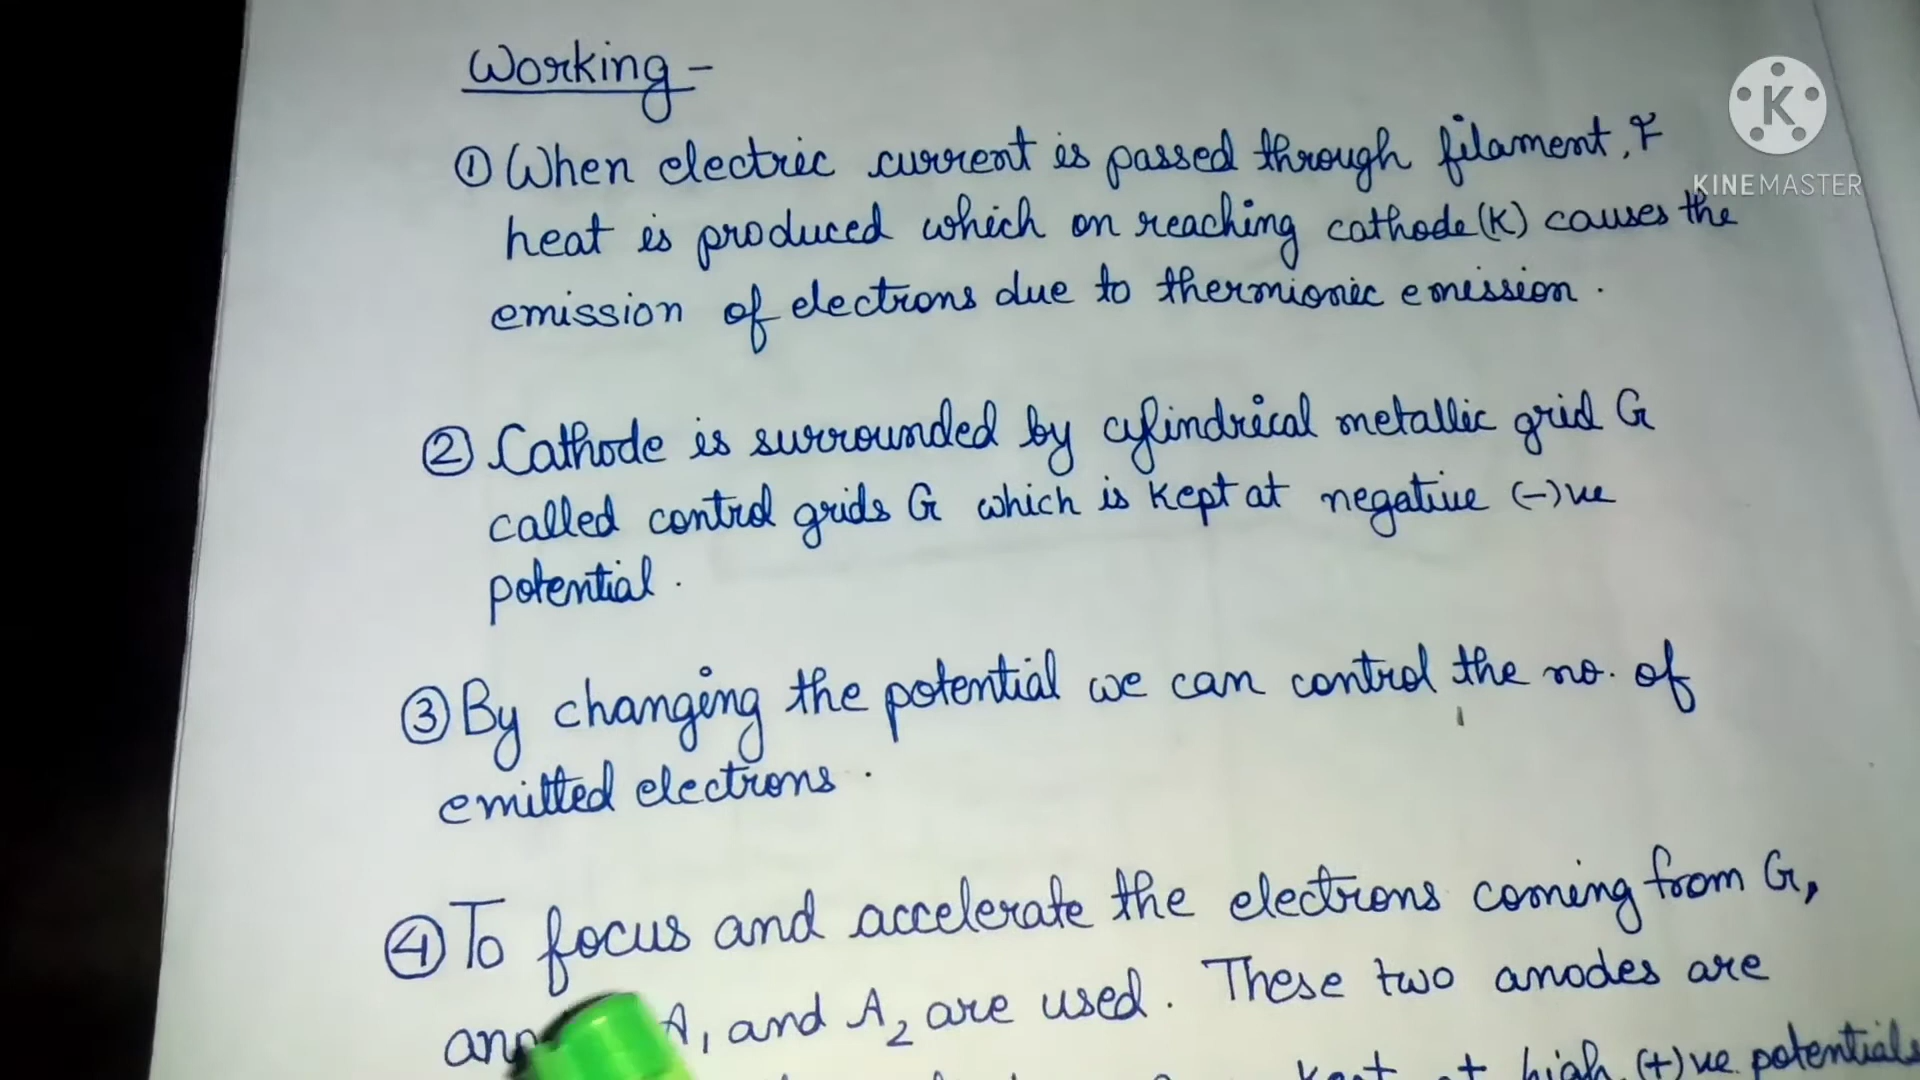 Working -
① When electric current is passed through filament, F
heat is produced which on reaching cathode (K) causes the
emission of electrons due to thermionic emission.
② Cathode is surrounded by cylindrical metallic grid G
called control grids G which is kept at negative (-)ve
potential.
③ By changing the potential we can control the no. of
emitted electrons.
④ To focus and accelerate the electrons coming from G,
A₁ and A₂ are used. These two anodes are
kept at high (+)ve potentials
K
KINEMASTER